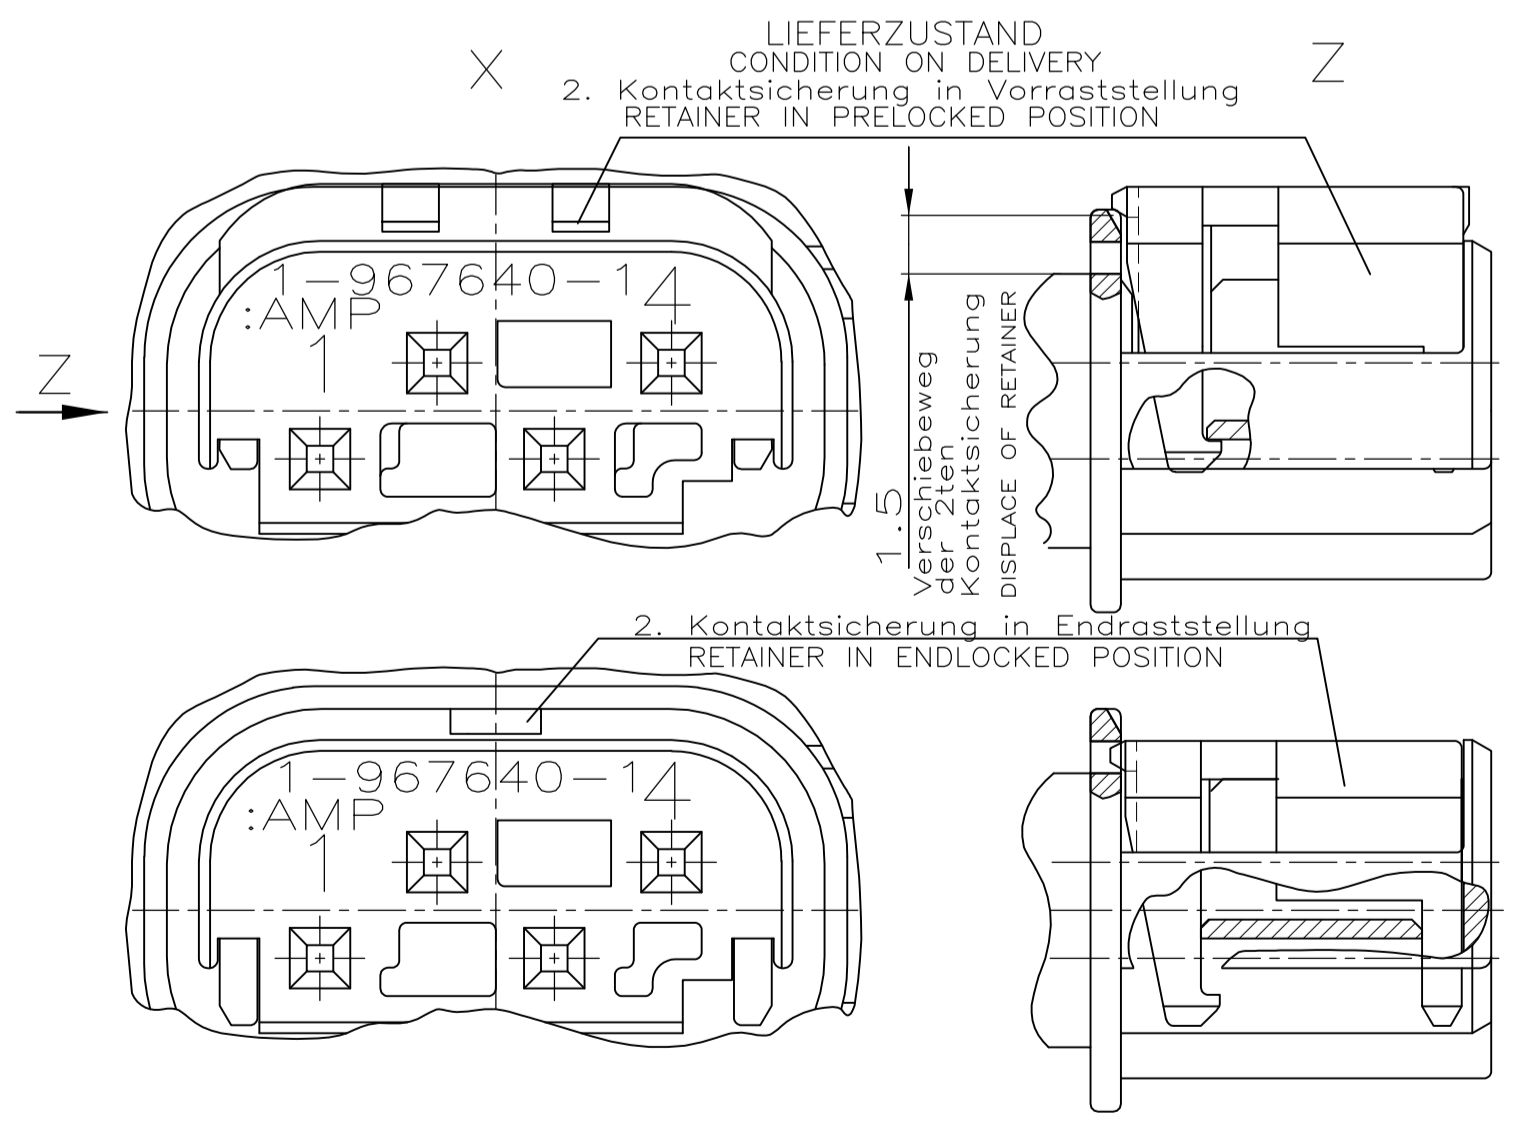 X
LIEFERZUSTAND
CONDITION ON DELIVERY
2. Kontaktsicherung in Vorraststellung
RETAINER IN PRELOCKED POSITION
Z
1-967640-1
4
:AMP
1
Z
1.5
Verschiebeweg
der 2ten
Kontaktsicherung
DISPLACE OF RETAINER
2. Kontaktsicherung in Endraststellung
RETAINER IN ENDLOCKED POSITION
1-967640-1
4
:AMP
1